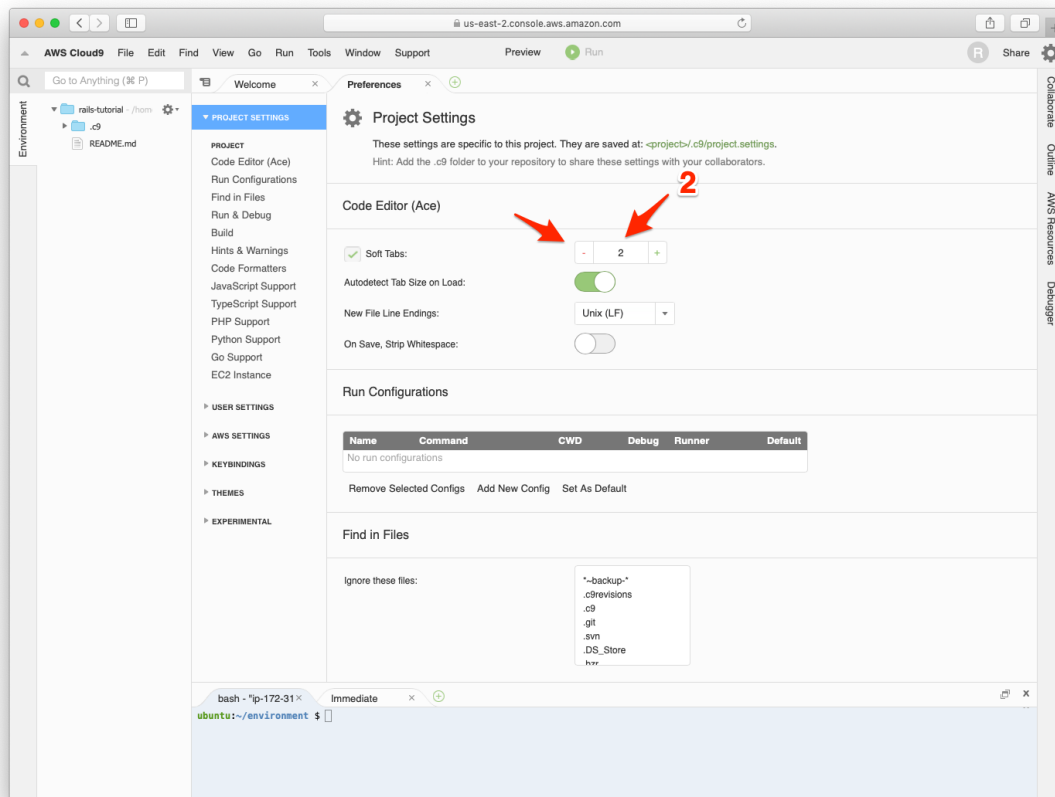 us-east-2.console.aws.amazon.com
AWS Cloud9 File Edit Find View Go Run Tools Window Support Preview Run R Share
Go to Anything (⌘ P)
Welcome × Preferences ×
Environment
rails-tutorial - /hom
.c9
README.md
PROJECT SETTINGS
PROJECT
Code Editor (Ace)
Run Configurations
Find in Files
Run & Debug
Build
Hints & Warnings
Code Formatters
JavaScript Support
TypeScript Support
PHP Support
Python Support
Go Support
EC2 Instance
USER SETTINGS
AWS SETTINGS
KEYBINDINGS
THEMES
EXPERIMENTAL
Project Settings
These settings are specific to this project. They are saved at: <project>/.c9/project.settings.
Hint: Add the .c9 folder to your repository to share these settings with your collaborators.
2
Code Editor (Ace)
Soft Tabs: - 2 +
Autodetect Tab Size on Load:
New File Line Endings: Unix (LF)
On Save, Strip Whitespace:
Run Configurations
Name Command CWD Debug Runner Default
No run configurations
Remove Selected Configs Add New Config Set As Default
Find in Files
Ignore these files:
*~backup-*
.c9revisions
.c9
.git
.svn
.DS_Store
.bzr
Collaborate
Outline
AWS Resources
Debugger
bash - "ip-172-31 × Immediate ×
ubuntu:~/environment $